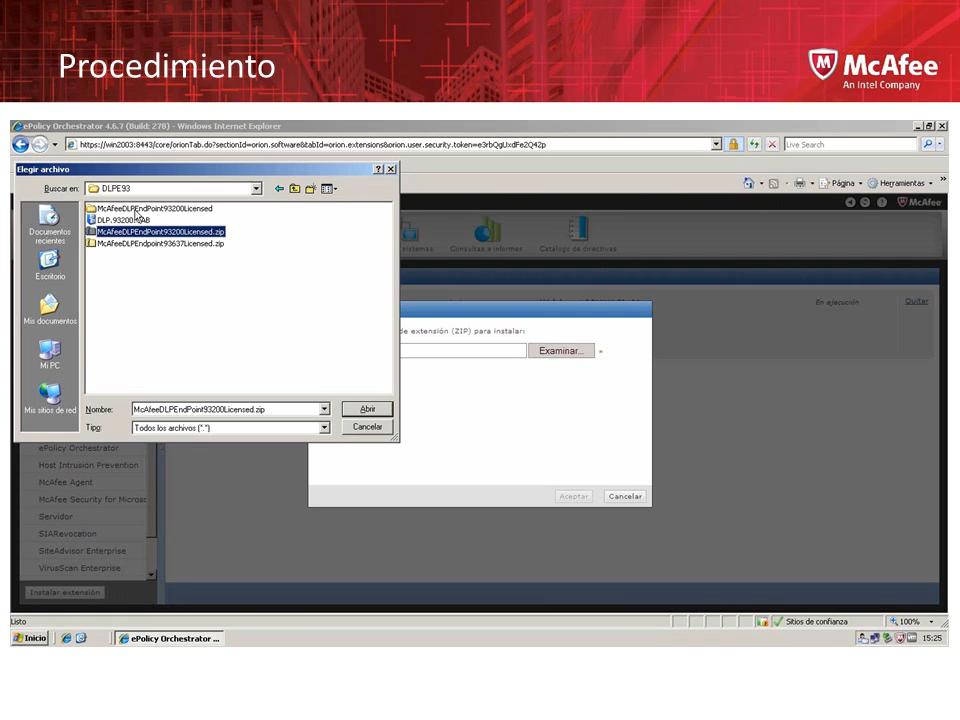 Procedimiento
McAfee
An Intel Company
ePolicy Orchestrator 4.6.7 (Build: 278) - Windows Internet Explorer
https://win2003:8443/core/orionTab.do?sectionId=orion.software&tabId=orion.extensions&orion.user.security.token=e3rbQgUxdFe2Q42p
Live Search
Elegir archivo
Buscar en:
DLPE93
Página
Herramientas
McAfee
McAfeeDLPEndPoint93200Licensed
McAfeeDLPEndPoint93200Licensed.zip
McAfeeDLPEndpoint93637Licensed.zip
Documentos recientes
Escritorio
Mis documentos
Mi PC
Mis sitios de red
sistemas
Consultas e informes
Catálogo de directivas
En ejecución
Quitar
de extensión (ZIP) para instalar:
Examinar...
*
Nombre:
McAfeeDLPEndPoint93200Licensed.zip
Abrir
Tipo:
Todos los archivos (*.*)
Cancelar
ePolicy Orchestrator
Host Intrusion Prevention
McAfee Agent
McAfee Security for Microso
Servidor
SIARevocation
SiteAdvisor Enterprise
VirusScan Enterprise
Aceptar
Cancelar
Instalar extensión
Listo
Sitios de confianza
100%
Inicio
ePolicy Orchestrator ...
15:25